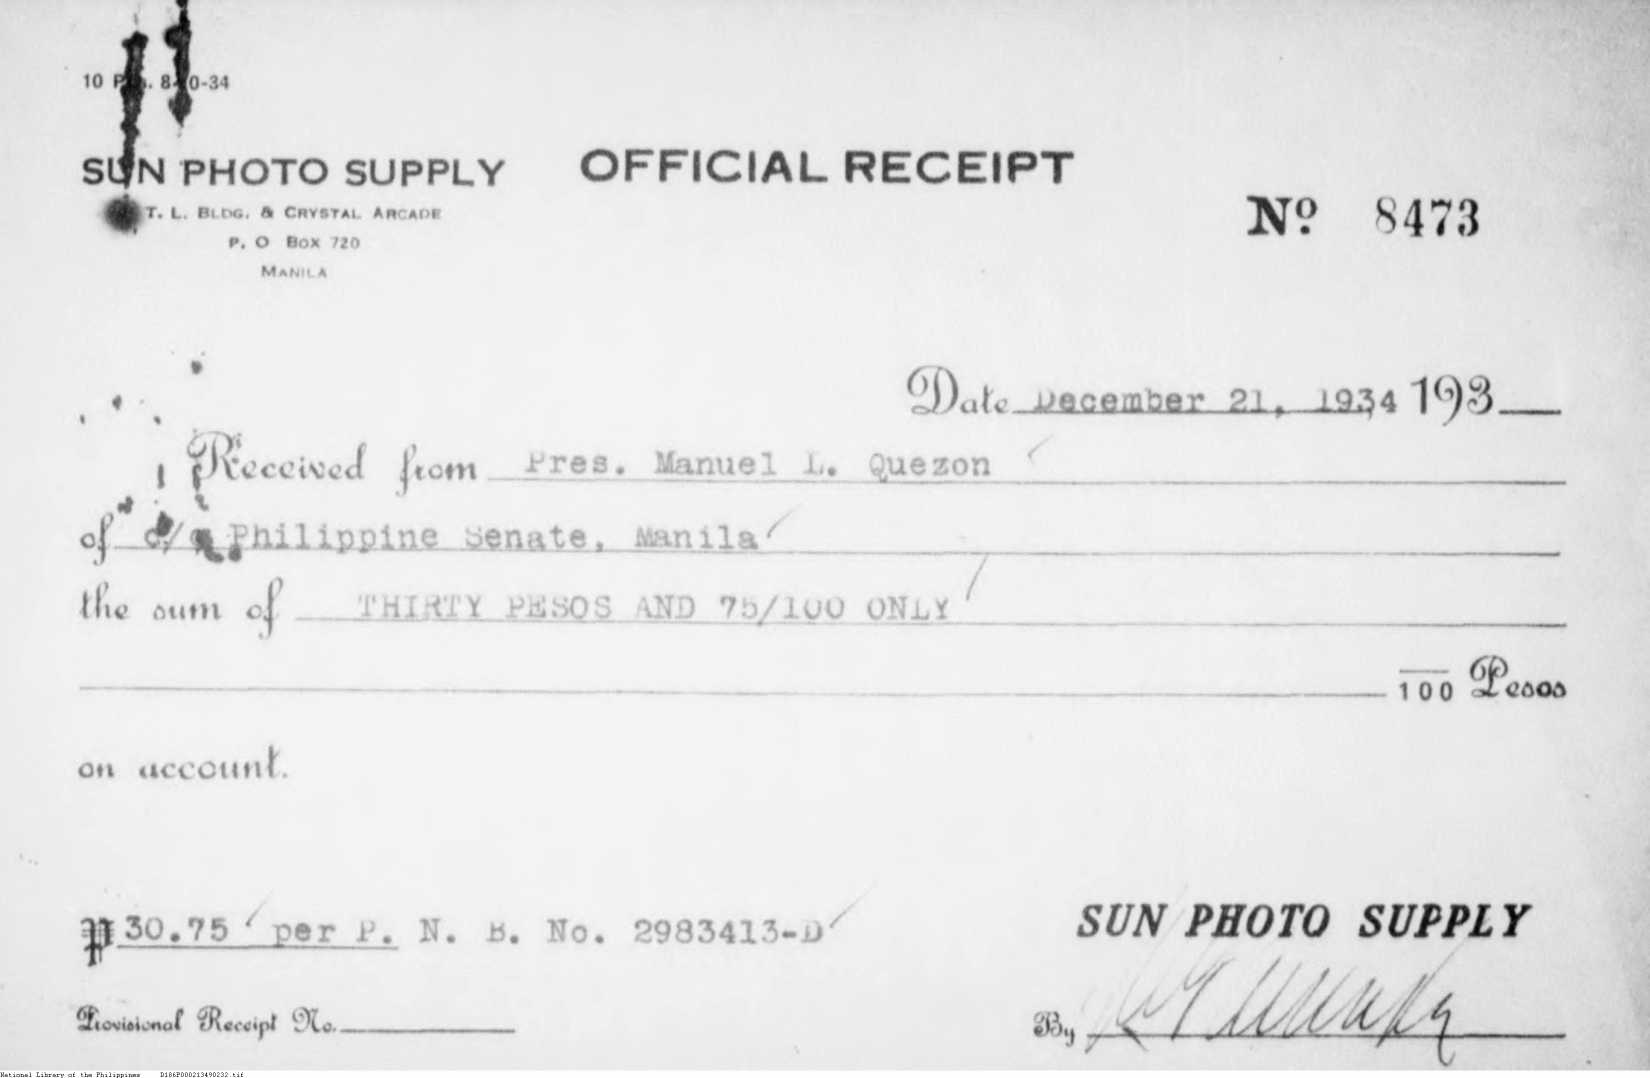 10 8 0-34
SUN PHOTO SUPPLY
OFFICIAL RECEIPT
T. L. BLDG. & CRYSTAL ARCADE
Nº 8473
P. O BOX 720
MANILA
Date December 21, 1934 193
Received from Pres. Manuel L. Quezon
of c/o Philippine Senate, Manila
the sum of THIRTY PESOS AND 75/100 ONLY
100 Pesos
on account.
₱30.75 per P. N. B. No. 2983413-D
SUN PHOTO SUPPLY
Provisional Receipt No.
By
National Library of the Philippines D186P000213490232.tif